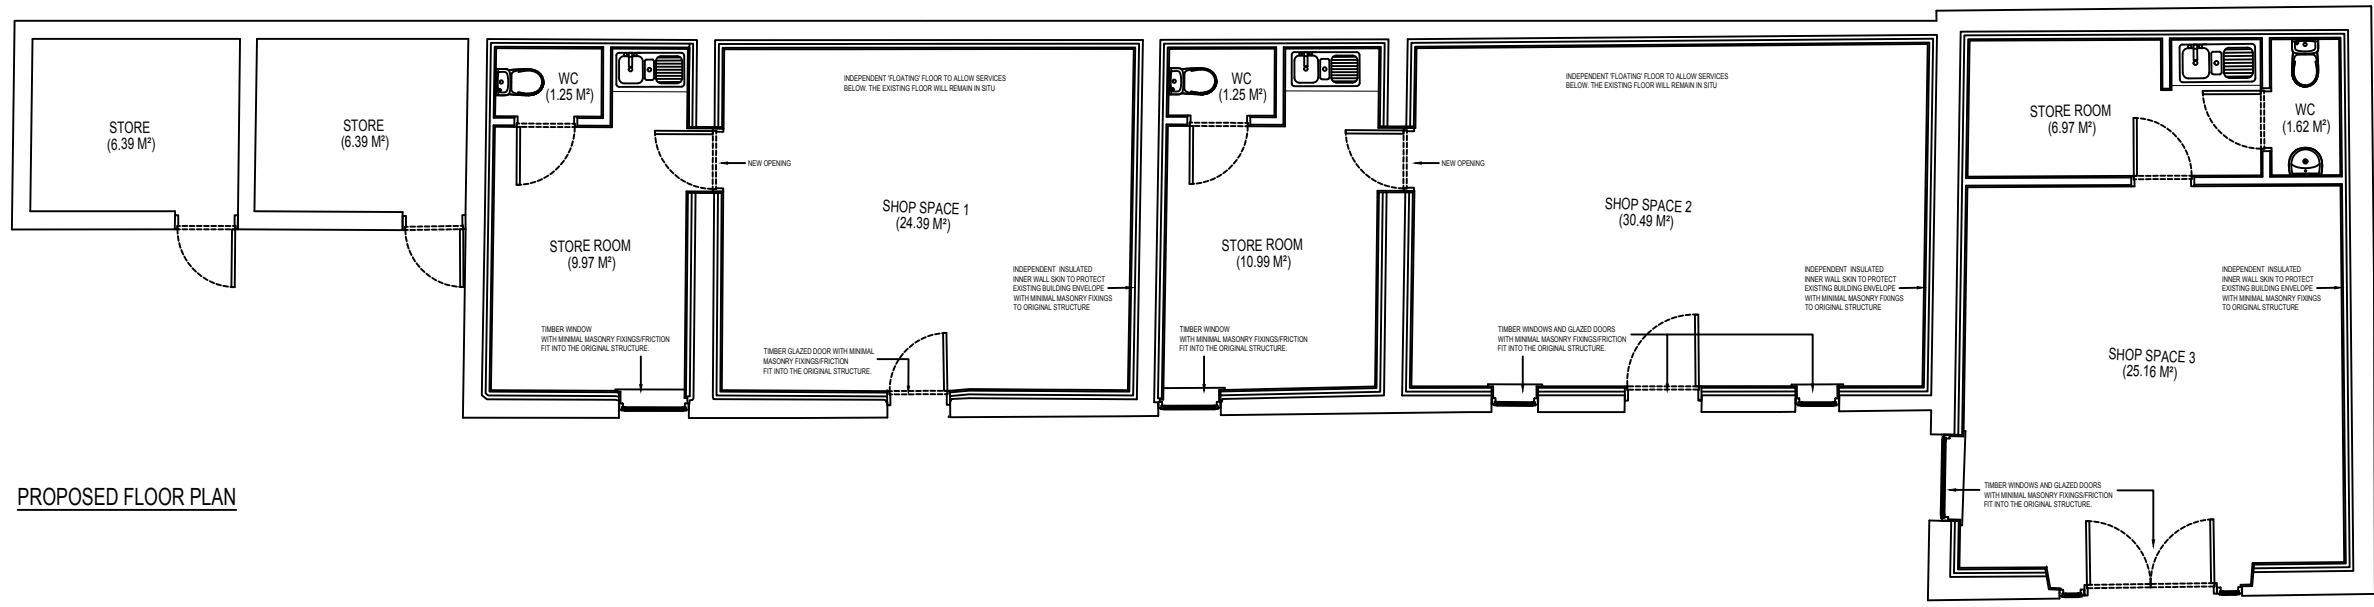 STORE
(6.39 M²)
STORE
(6.39 M²)
WC
(1.25 M²)
STORE ROOM
(9.97 M²)
TIMBER WINDOW
WITH MINIMAL MASONRY FIXINGS/FRICTION
FIT INTO THE ORIGINAL STRUCTURE.
INDEPENDENT 'FLOATING' FLOOR TO ALLOW SERVICES
BELOW. THE EXISTING FLOOR WILL REMAIN IN SITU
NEW OPENING
SHOP SPACE 1
(24.39 M²)
INDEPENDENT INSULATED
INNER WALL SKIN TO PROTECT
EXISTING BUILDING ENVELOPE
WITH MINIMAL MASONRY FIXINGS
TO ORIGINAL STRUCTURE
TIMBER GLAZED DOOR WITH MINIMAL
MASONRY FIXINGS/FRICTION
FIT INTO THE ORIGINAL STRUCTURE.
WC
(1.25 M²)
STORE ROOM
(10.99 M²)
TIMBER WINDOW
WITH MINIMAL MASONRY FIXINGS/FRICTION
FIT INTO THE ORIGINAL STRUCTURE.
INDEPENDENT 'FLOATING' FLOOR TO ALLOW SERVICES
BELOW. THE EXISTING FLOOR WILL REMAIN IN SITU
NEW OPENING
SHOP SPACE 2
(30.49 M²)
INDEPENDENT INSULATED
INNER WALL SKIN TO PROTECT
EXISTING BUILDING ENVELOPE
WITH MINIMAL MASONRY FIXINGS
TO ORIGINAL STRUCTURE
TIMBER WINDOWS AND GLAZED DOORS
WITH MINIMAL MASONRY FIXINGS/FRICTION
FIT INTO THE ORIGINAL STRUCTURE.
STORE ROOM
(6.97 M²)
WC
(1.62 M²)
INDEPENDENT INSULATED
INNER WALL SKIN TO PROTECT
EXISTING BUILDING ENVELOPE
WITH MINIMAL MASONRY FIXINGS
TO ORIGINAL STRUCTURE
SHOP SPACE 3
(25.16 M²)
TIMBER WINDOWS AND GLAZED DOORS
WITH MINIMAL MASONRY FIXINGS/FRICTION
FIT INTO THE ORIGINAL STRUCTURE.
PROPOSED FLOOR PLAN